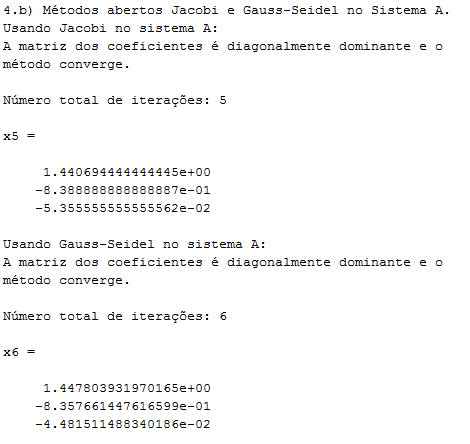 4.b) Métodos abertos Jacobi e Gauss-Seidel no Sistema A.
Usando Jacobi no sistema A:
A matriz dos coeficientes é diagonalmente dominante e o
método converge.
Número total de iterações: 5
x5 =
1.440694444444445e+00
-8.388888888888887e-01
-5.355555555555562e-02
Usando Gauss-Seidel no sistema A:
A matriz dos coeficientes é diagonalmente dominante e o
método converge.
Número total de iterações: 6
x6 =
1.447803931970165e+00
-8.357661447616599e-01
-4.481511488340186e-02